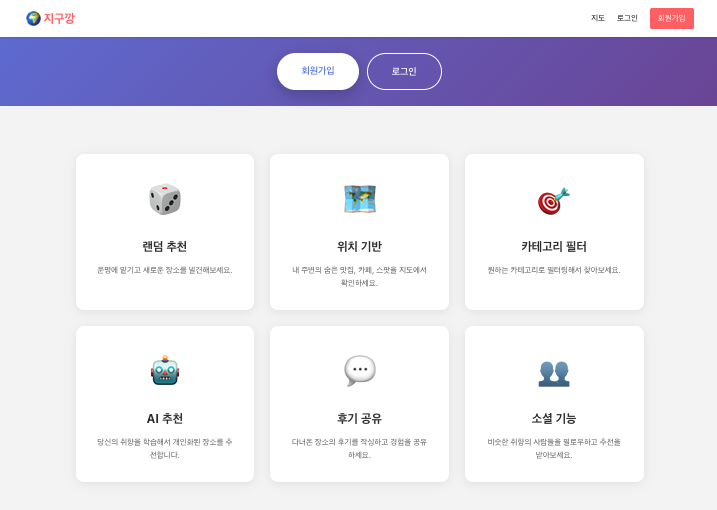 지구깡
지도 로그인 회원가입
회원가입 로그인
랜덤 추천
운명에 맡기고 새로운 장소를 발견해보세요.
위치 기반
내 주변의 숨은 맛집, 카페, 스팟을 지도에서
확인하세요.
카테고리 필터
원하는 카테고리로 필터링해서 찾아보세요.
AI 추천
당신의 취향을 학습해서 개인화된 장소를 추
천합니다.
후기 공유
다녀온 장소의 후기를 작성하고 경험을 공유
하세요.
소셜 기능
비슷한 취향의 사람들을 팔로우하고 추천을
받아보세요.